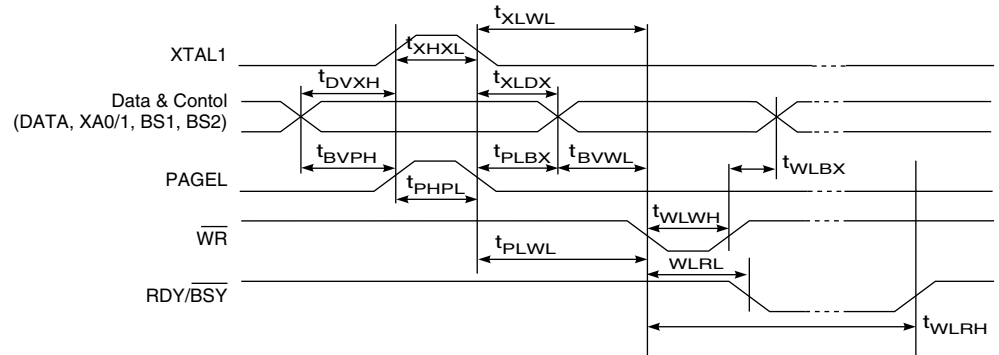 tXLWL
XTAL1
tXHXL
tDVXH
tXLDX
Data & Contol
(DATA, XA0/1, BS1, BS2)
tBVPH
tPLBX
tBVWL
tWLBX
PAGEL
tPHPL
WR
tWLWH
tPLWL
WLRL
RDY/BSY
tWLRH